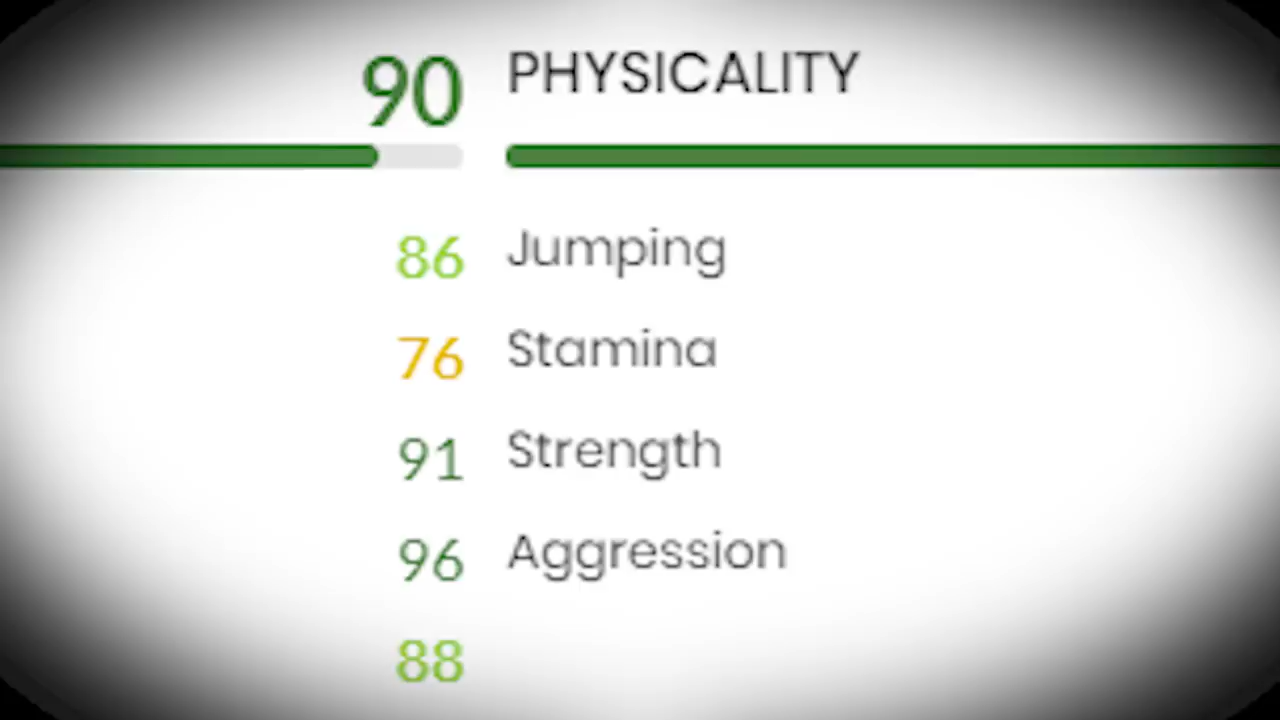 90 PHYSICALITY
86 Jumping
76 Stamina
91 Strength
96 Aggression
88